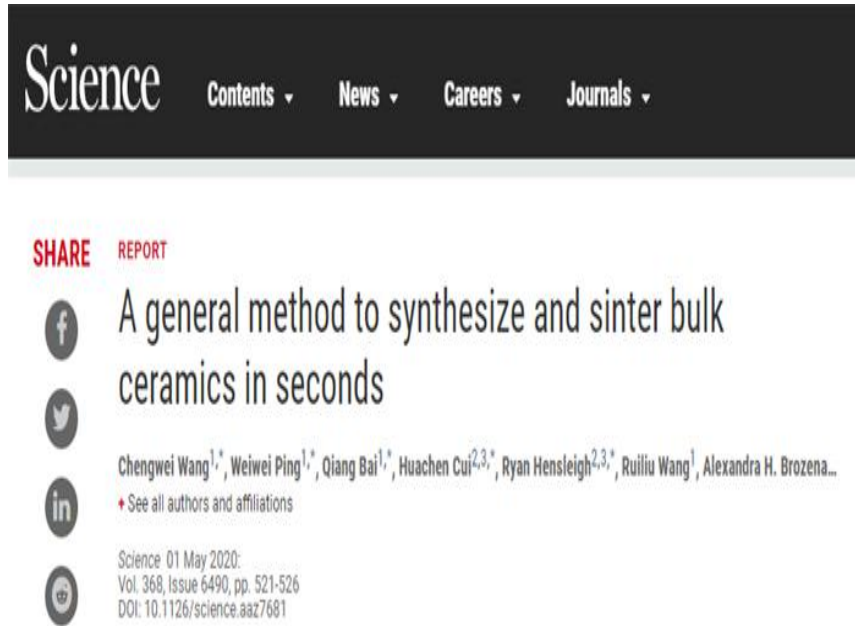 Science
Contents News Careers Journals
SHARE
REPORT
A general method to synthesize and sinter bulk
ceramics in seconds
Chengwei Wang1,*, Weiwei Ping1,*, Qiang Bai1,*, Huachen Cui2,3,*, Ryan Hensleigh2,3,*, Ruiliu Wang1, Alexandra H. Brozena...
+ See all authors and affiliations
Science 01 May 2020:
Vol. 368, Issue 6490, pp. 521-526
DOI: 10.1126/science.aaz7681
f
in